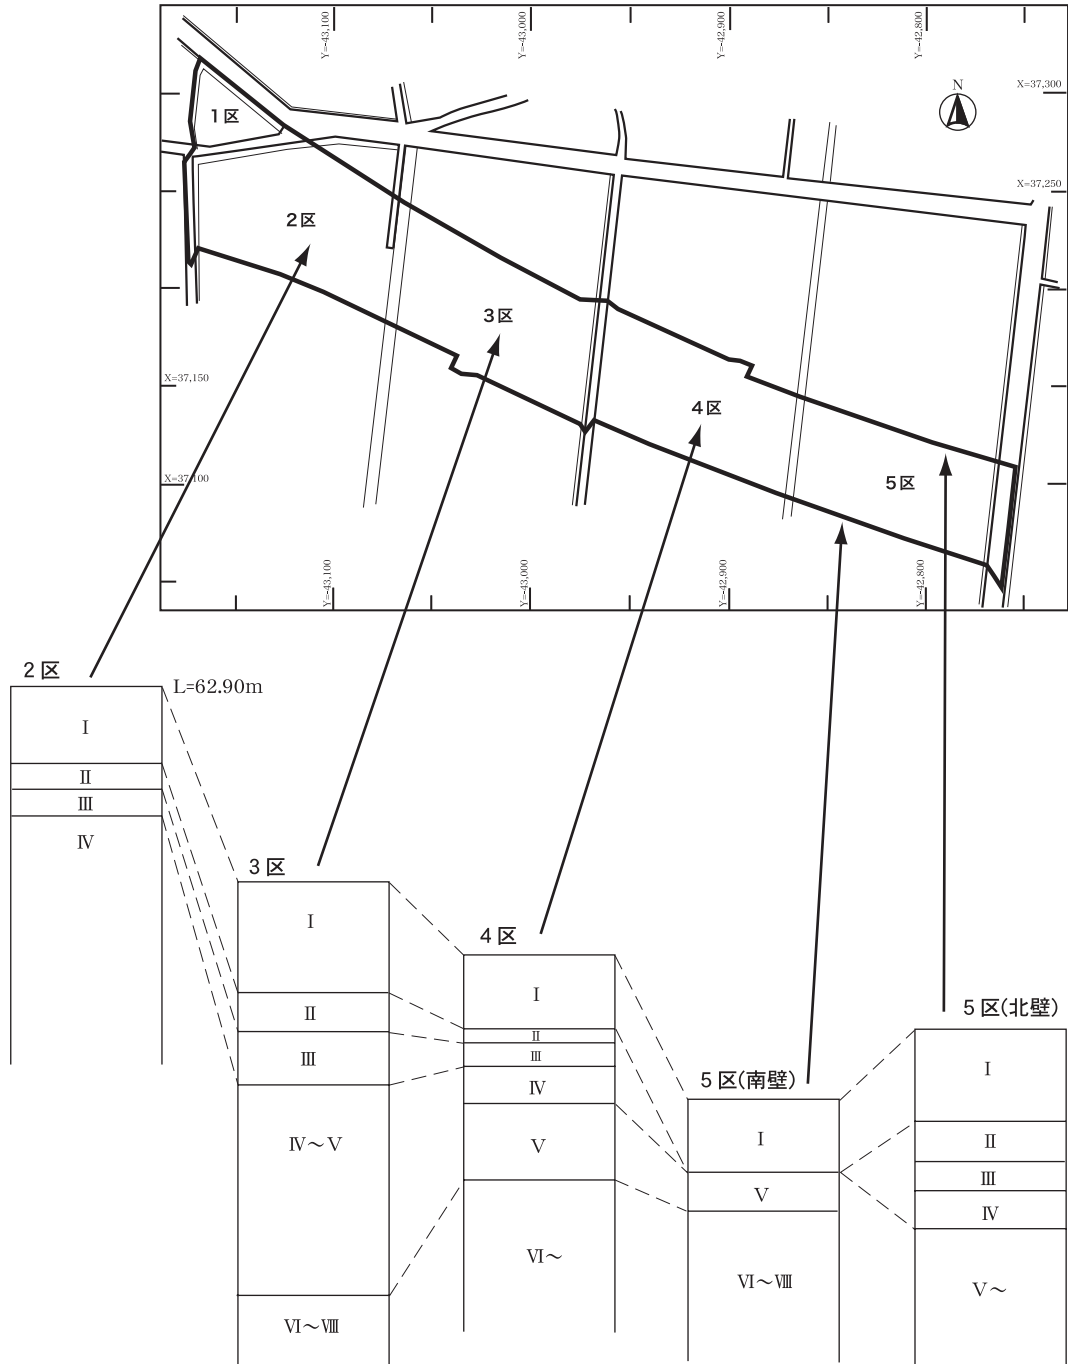 Y=-43,100
Y=-43,000
Y=-42,900
Y=-42,800
X=37,300
N
1区
X=37,250
2区
3区
X=37,150
4区
X=37,100
5区
Y=-43,100
Y=-43,000
Y=-42,900
Y=-42,800
2区
L=62.90m
Ⅰ
Ⅱ
Ⅲ
Ⅳ
3区
Ⅰ
Ⅱ
Ⅲ
Ⅳ～Ⅴ
Ⅵ～Ⅷ
4区
Ⅰ
Ⅱ
Ⅲ
Ⅳ
Ⅴ
Ⅵ～
5区(南壁)
Ⅰ
Ⅴ
Ⅵ～Ⅷ
5区(北壁)
Ⅰ
Ⅱ
Ⅲ
Ⅳ
Ⅴ～